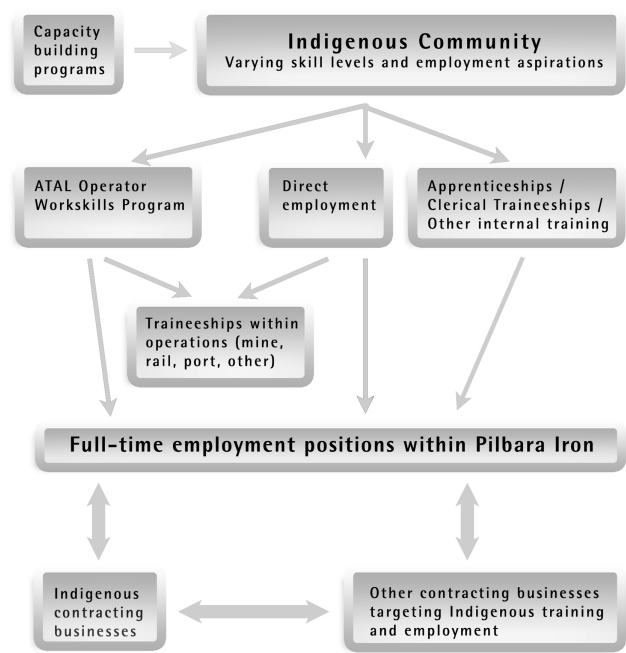 Capacity
building
programs
Indigenous Community
Varying skill levels and employment aspirations
ATAL Operator
Workskills Program
Direct
employment
Apprenticeships /
Clerical Traineeships /
Other internal training
Traineeships within
operations (mine,
rail, port, other)
Full-time employment positions within Pilbara Iron
Indigenous
contracting
businesses
Other contracting businesses
targeting Indigenous training
and employment